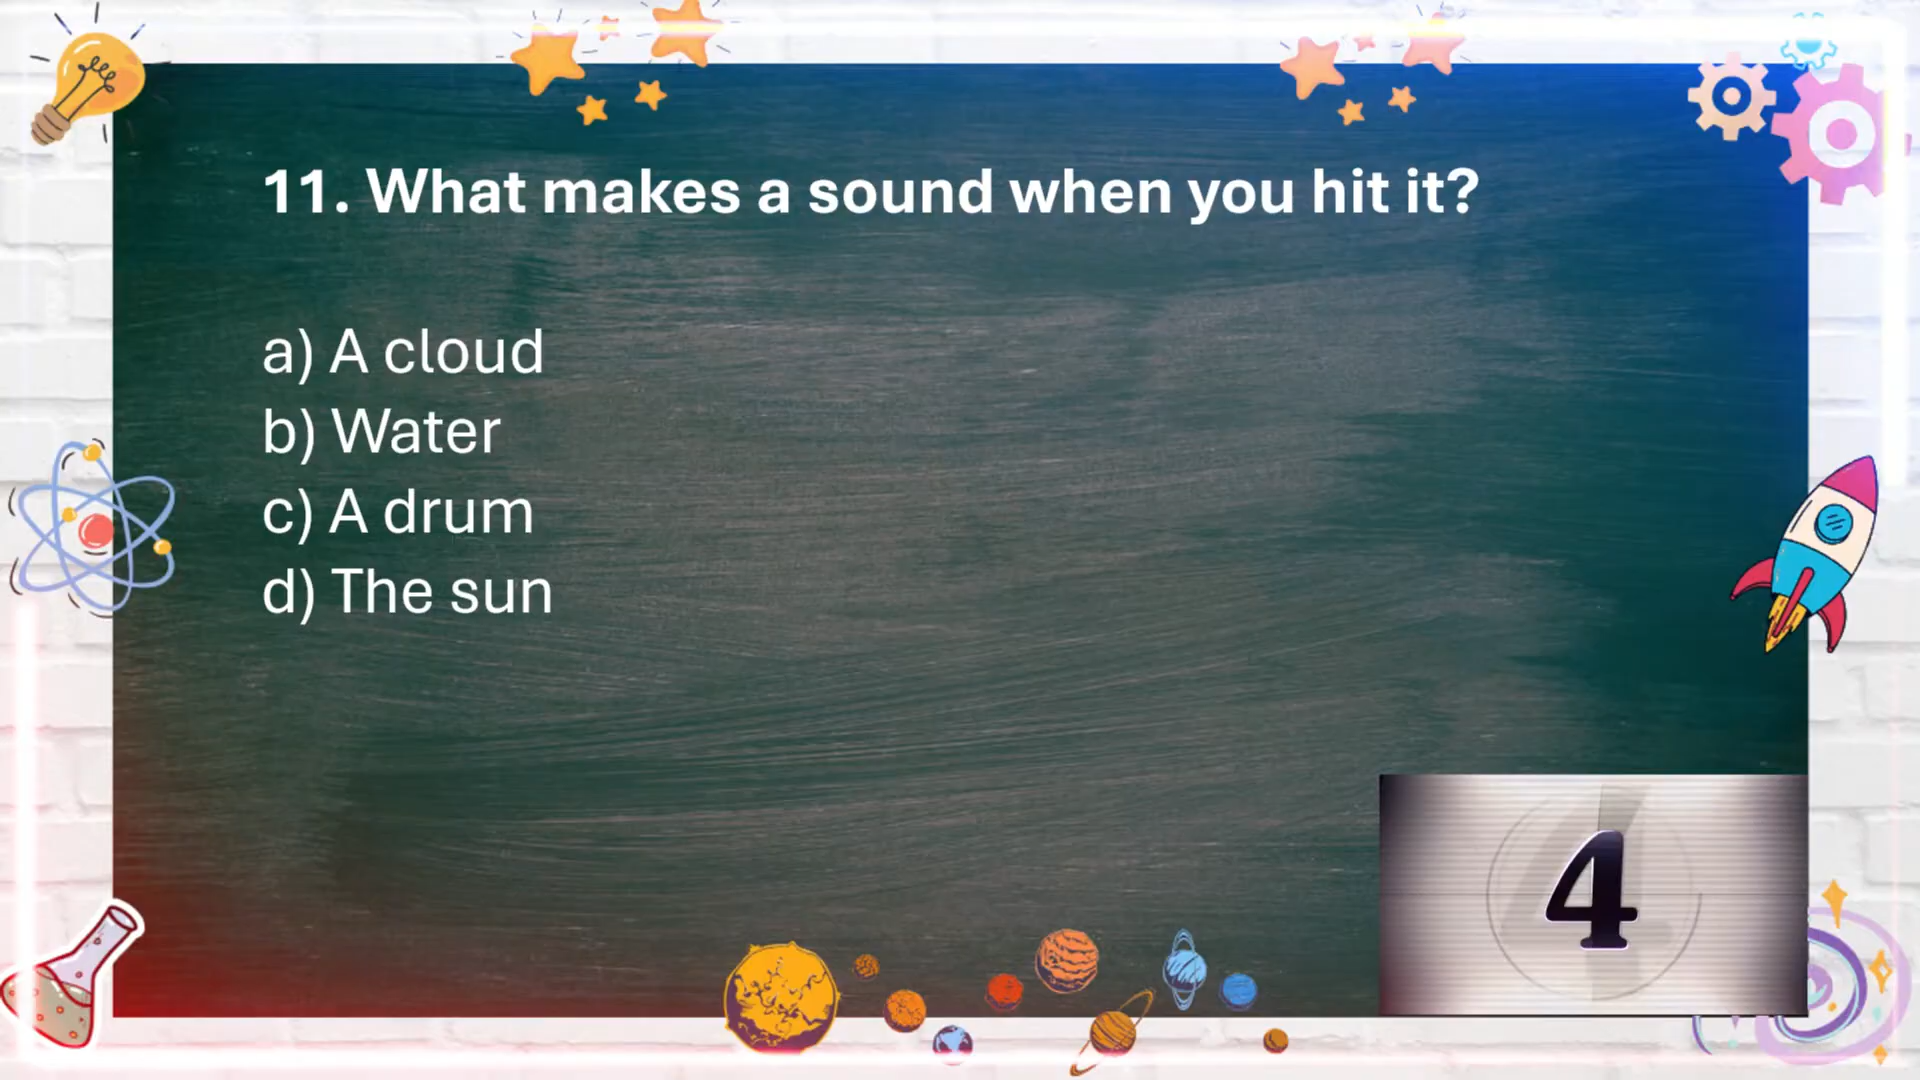 11. What makes a sound when you hit it?
a) A cloud
b) Water
c) A drum
d) The sun
4